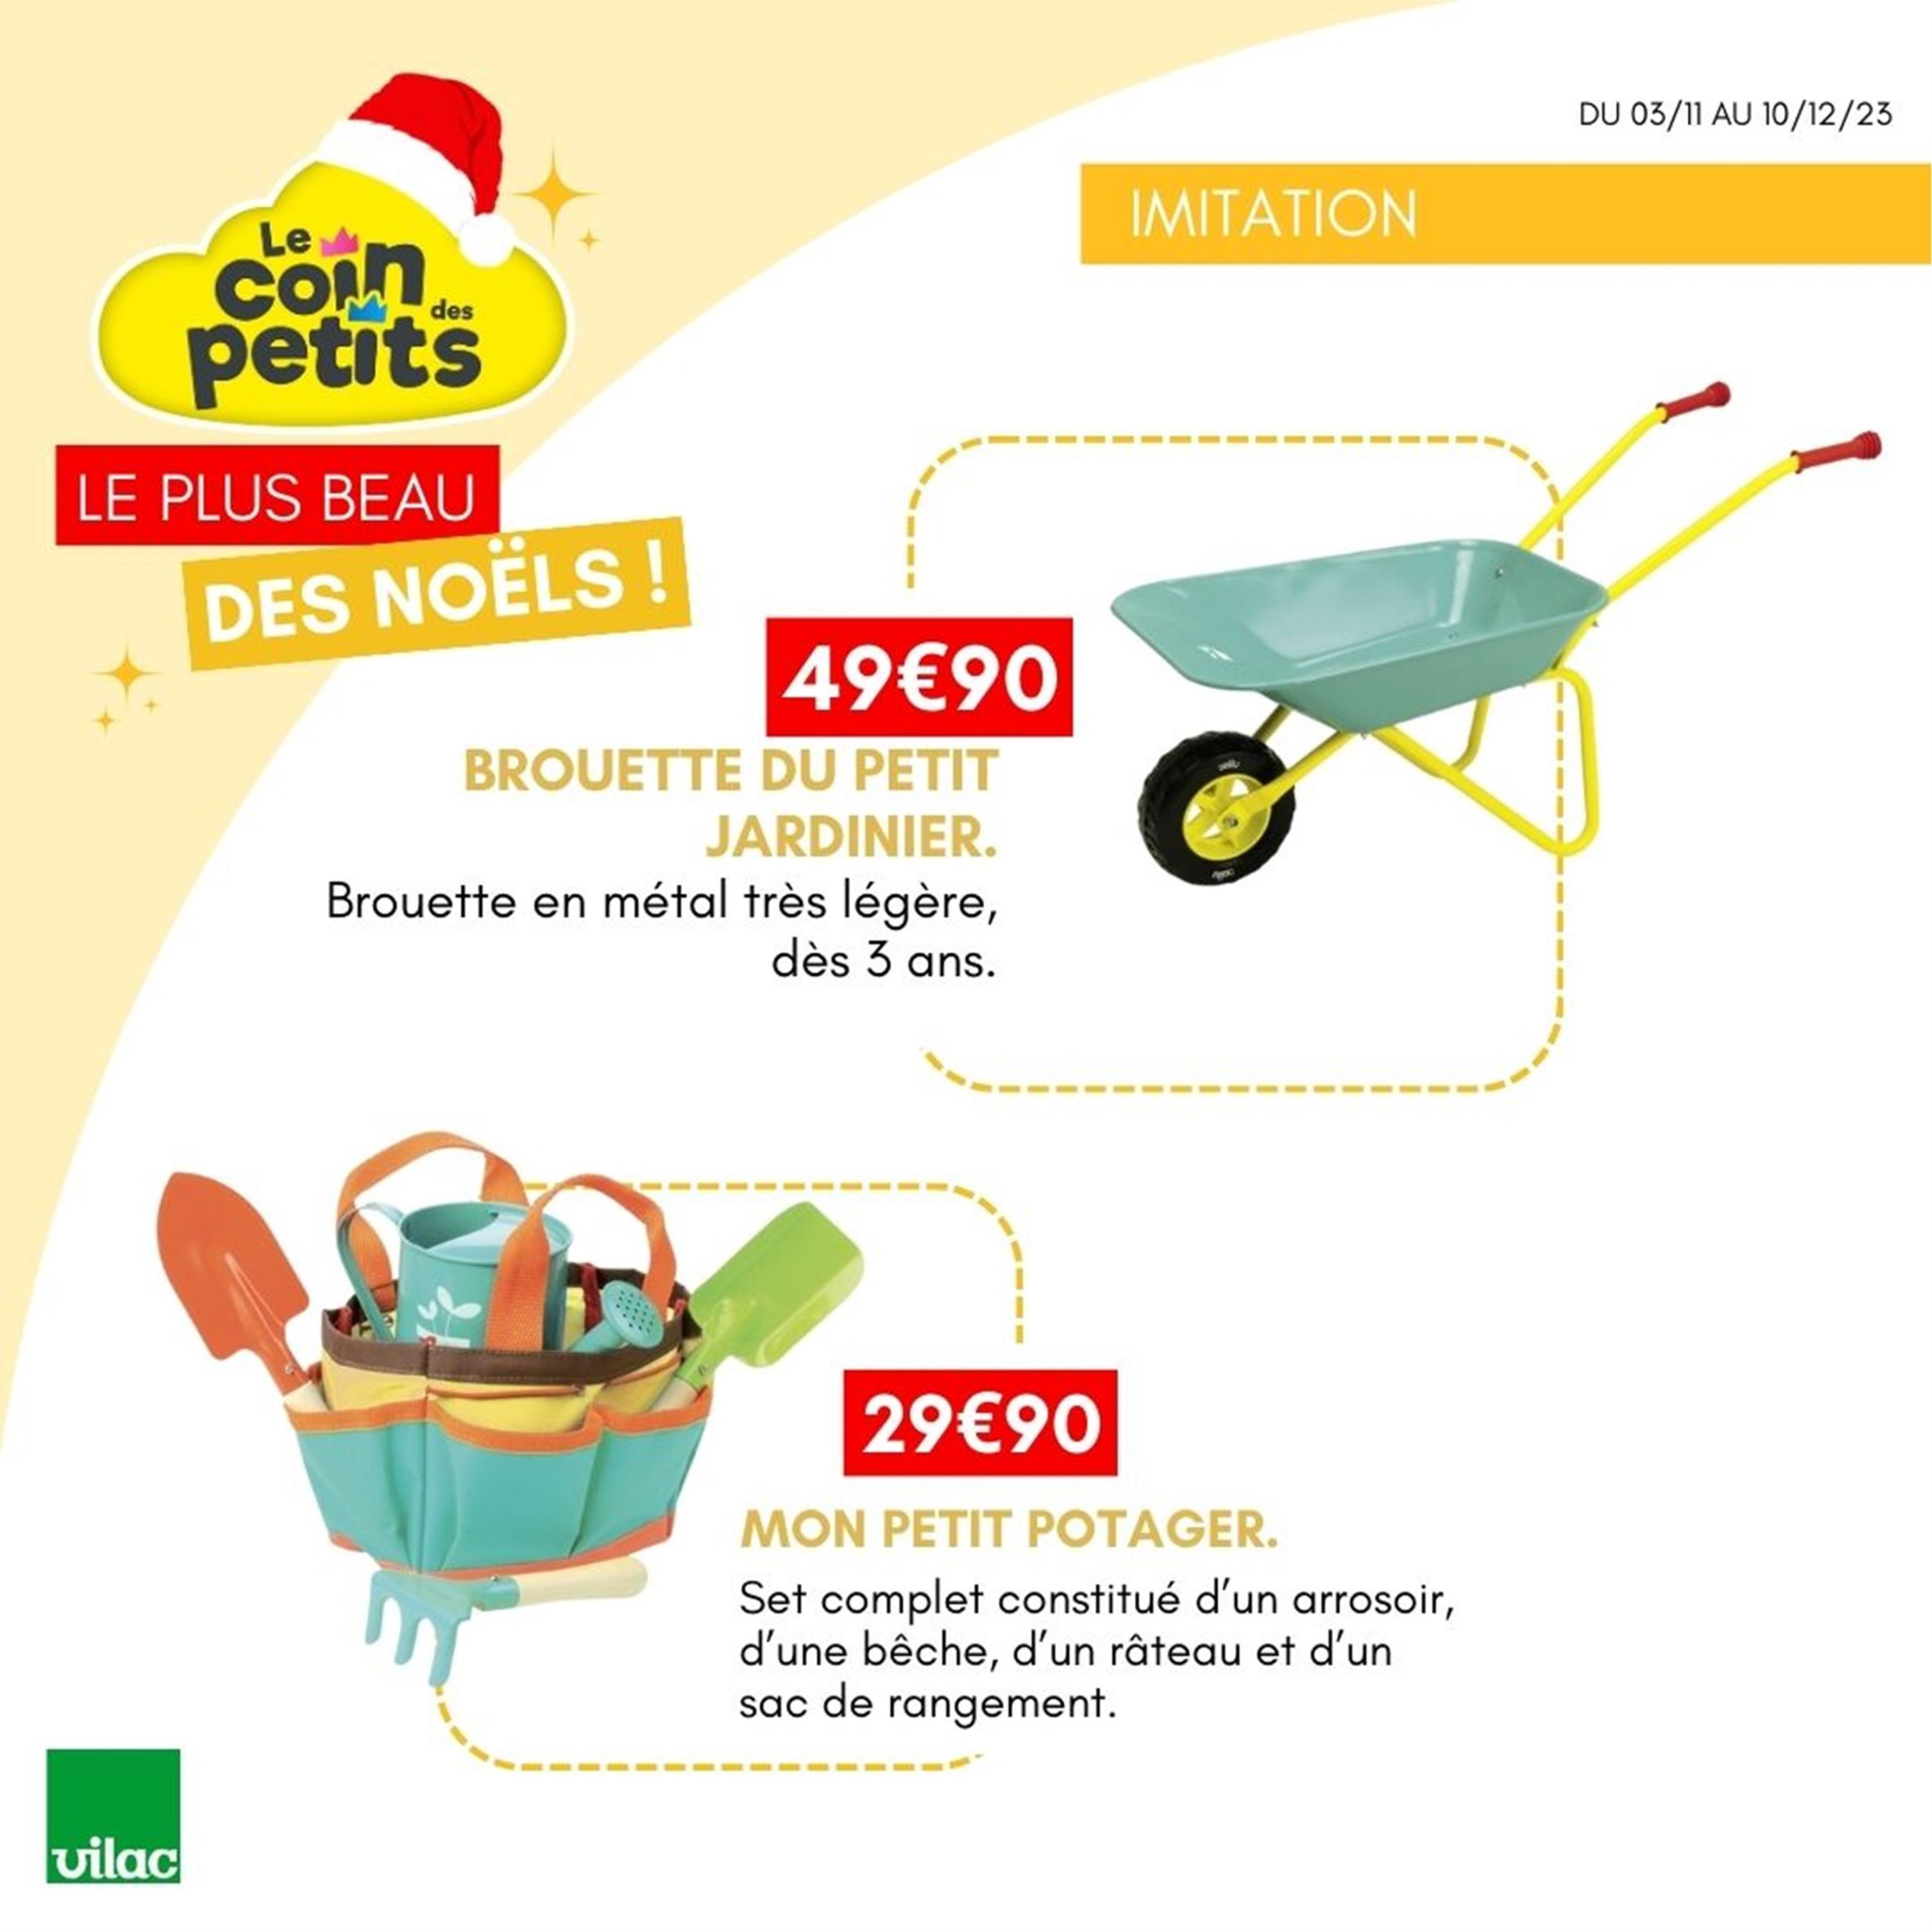 DU 03/11 AU 10/12/23
IMITATION
Le
coin
des
petits
LE PLUS BEAU
DES NOËLS !
49€90
BROUETTE DU PETIT
JARDINIER.
Brouette en métal très légère,
dès 3 ans.
29€90
MON PETIT POTAGER.
Set complet constitué d'un arrosoir,
d'une bêche, d'un râteau et d'un
sac de rangement.
vilac